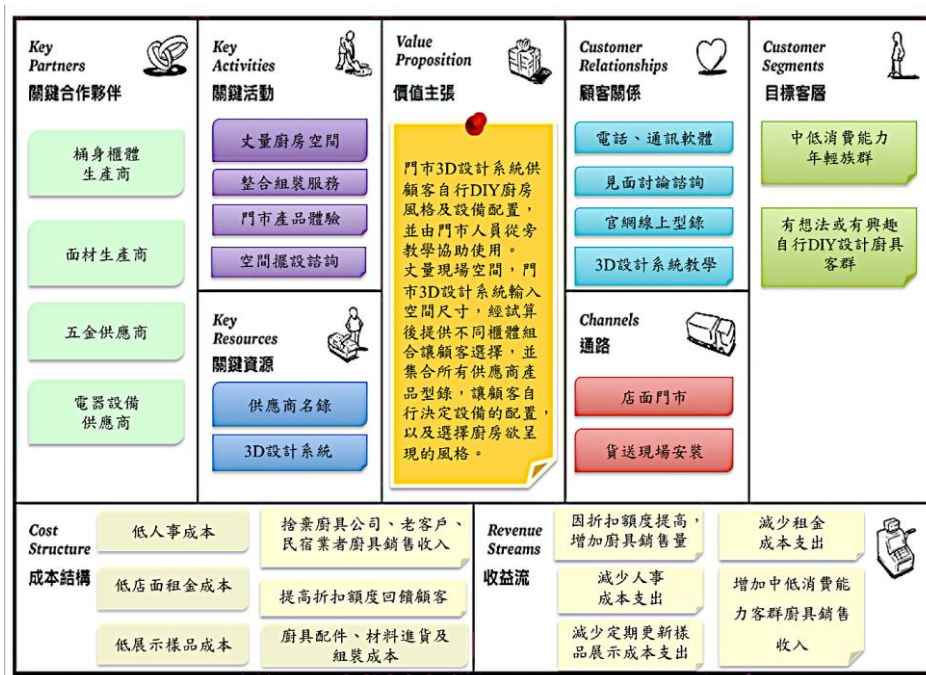 Key
Partners
關鍵合作夥伴
桶身櫃體
生產商
面材生產商
五金供應商
電器設備
供應商
Key
Activities
關鍵活動
丈量廚房空間
整合組裝服務
門市產品體驗
空間擺設諮詢
Key
Resources
關鍵資源
供應商名錄
3D設計系統
Value
Proposition
價值主張
門市3D設計系統供
顧客自行DIY廚房
風格及設備配置，
並由門市人員從旁
教學協助使用。
丈量現場空間，門
市3D設計系統輸入
空間尺寸，經試算
後提供不同櫃體組
合讓顧客選擇，並
集合所有供應商產
品型錄，讓顧客自
行決定設備的配置，
以及選擇廚房欲呈
現的風格。
Customer
Relationships
顧客關係
電話、通訊軟體
見面討論諮詢
官網線上型錄
3D設計系統教學
Channels
通路
店面門市
貨送現場安裝
Customer
Segments
目標客層
中低消費能力
年輕族群
有想法或有興趣
自行DIY設計廚具
客群
Cost
Structure
成本結構
低人事成本
低店面租金成本
低展示樣品成本
捨棄廚具公司、老客戶、
民宿業者廚具銷售收入
提高折扣額度回饋顧客
廚具配件、材料進貨及
組裝成本
Revenue
Streams
收益流
因折扣額度提高，
增加廚具銷售量
減少人事
成本支出
減少定期更新樣
品展示成本支出
減少租金
成本支出
增加中低消費能
力客群廚具銷售
收入